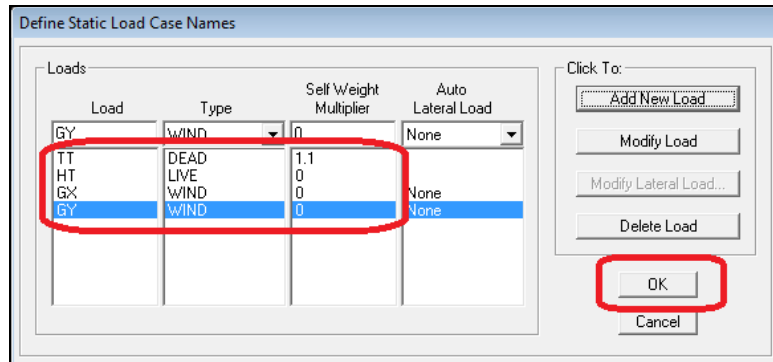 Define Static Load Case Names
Loads
Click To:
Load Type Self Weight Multiplier Auto Lateral Load
GY WIND 0 None
TT DEAD 1.1
HT LIVE 0
GX WIND 0 None
GY WIND 0 None
Add New Load
Modify Load
Modify Lateral Load...
Delete Load
OK
Cancel